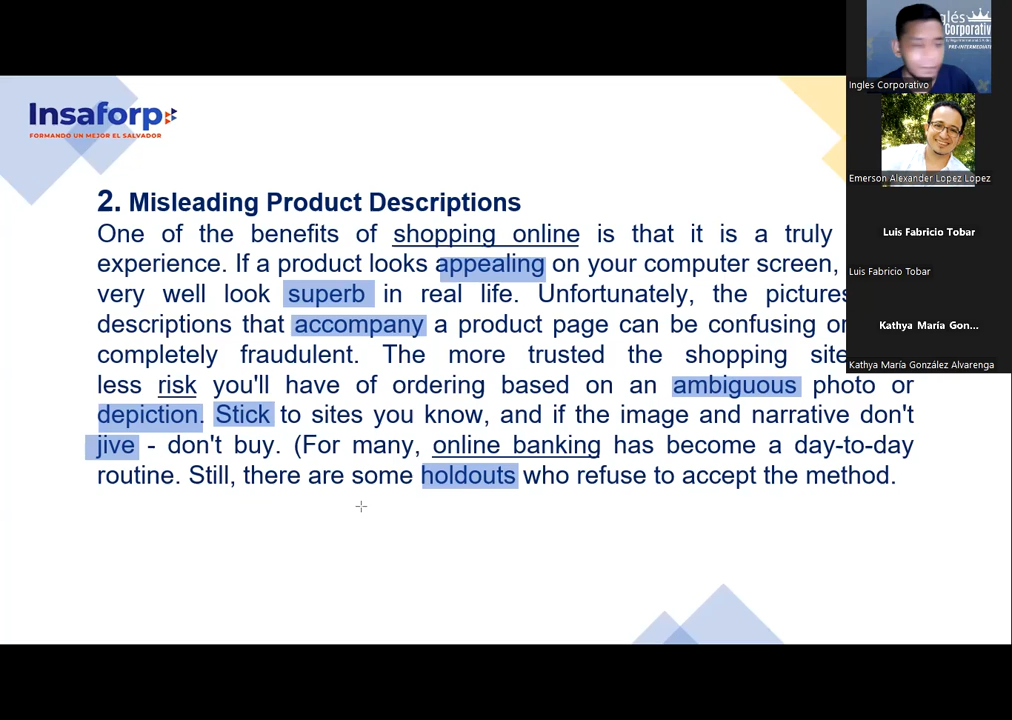 Insaforp
FORMANDO UN MEJOR EL SALVADOR
2. Misleading Product Descriptions
One of the benefits of shopping online is that it is a truly
experience. If a product looks appealing on your computer screen,
very well look superb in real life. Unfortunately, the pictures
descriptions that accompany a product page can be confusing or
completely fraudulent. The more trusted the shopping site
less risk you'll have of ordering based on an ambiguous photo or
depiction. Stick to sites you know, and if the image and narrative don't
jive - don't buy. (For many, online banking has become a day-to-day
routine. Still, there are some holdouts who refuse to accept the method.
glés
Corporativ
PRE-INTERMEDIATE
Ingles Corporativo
Emerson Alexander Lopez Lopez
Luis Fabricio Tobar
Luis Fabricio Tobar
Kathya María Gon...
Kathya María González Alvarenga